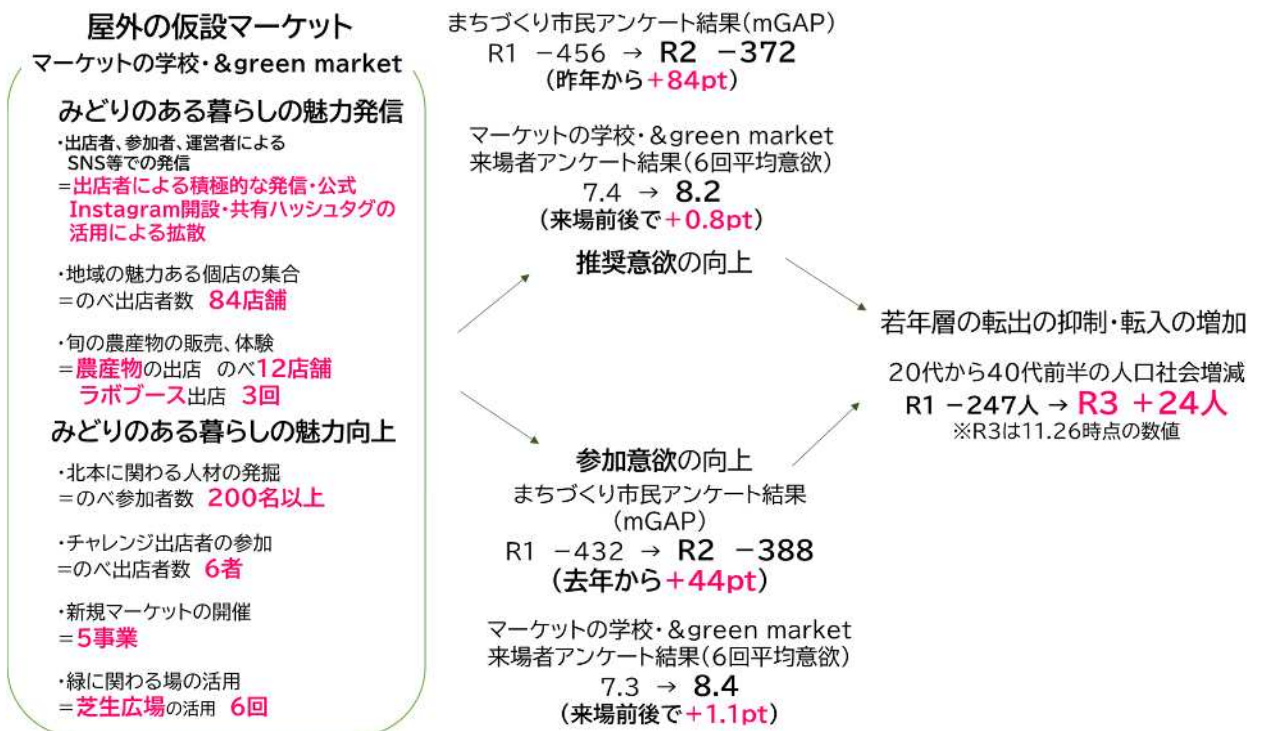 屋外の仮設マーケット
マーケットの学校・&green market
みどりのある暮らしの魅力発信
・出店者、参加者、運営者による
SNS等での発信
=出店者による積極的な発信・公式
Instagram開設・共有ハッシュタグの
活用による拡散
・地域の魅力ある個店の集合
=のべ出店者数 84店舗
・旬の農産物の販売、体験
=農産物の出店 のべ12店舗
ラボブース出店 3回
みどりのある暮らしの魅力向上
・北本に関わる人材の発掘
=のべ参加者数 200名以上
・チャレンジ出店者の参加
=のべ出店者数 6者
・新規マーケットの開催
=5事業
・緑に関わる場の活用
=芝生広場の活用 6回
まちづくり市民アンケート結果(mGAP)
R1 −456 → R2 −372
(昨年から+84pt)
マーケットの学校・&green market
来場者アンケート結果(6回平均意欲)
7.4 → 8.2
(来場前後で+0.8pt)
推奨意欲の向上
参加意欲の向上
まちづくり市民アンケート結果
(mGAP)
R1 −432 → R2 −388
(去年から+44pt)
マーケットの学校・&green market
来場者アンケート結果(6回平均意欲)
7.3 → 8.4
(来場前後で+1.1pt)
若年層の転出の抑制・転入の増加
20代から40代前半の人口社会増減
R1 −247人 → R3 +24人
※R3は11.26時点の数値